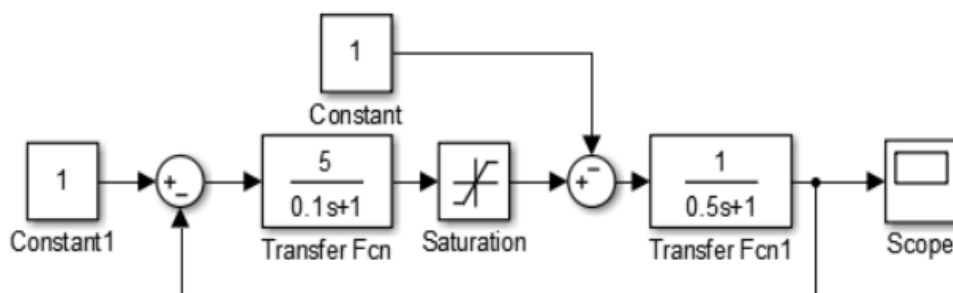 1
Constant
1
Constant1
+
-
5
0.1s+1
Transfer Fcn
Saturation
-
+
1
0.5s+1
Transfer Fcn1
Scope